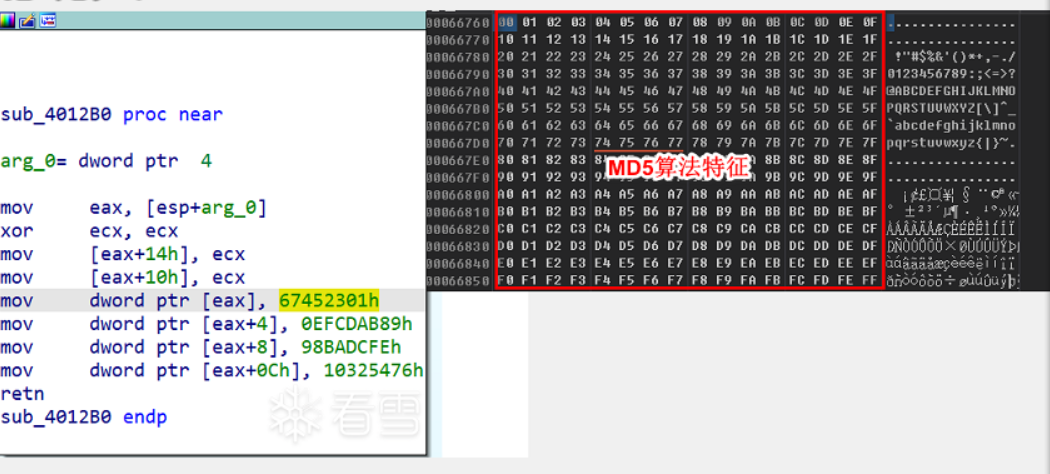 sub_4012B0 proc near
arg_0= dword ptr  4
mov     eax, [esp+arg_0]
xor     ecx, ecx
mov     [eax+14h], ecx
mov     [eax+10h], ecx
mov     dword ptr [eax], 67452301h
mov     dword ptr [eax+4], 0EFCDAB89h
mov     dword ptr [eax+8], 98BADCFEh
mov     dword ptr [eax+0Ch], 10325476h
retn
sub_4012B0 endp
看雪
00066760 00 01 02 03 04 05 06 07 08 09 0A 0B 0C 0D 0E 0F ................
00066770 10 11 12 13 14 15 16 17 18 19 1A 1B 1C 1D 1E 1F ................
00066780 20 21 22 23 24 25 26 27 28 29 2A 2B 2C 2D 2E 2F  !"#$%&'()*+,-./
00066790 30 31 32 33 34 35 36 37 38 39 3A 3B 3C 3D 3E 3F 0123456789:;<=>?
000667A0 40 41 42 43 44 45 46 47 48 49 4A 4B 4C 4D 4E 4F @ABCDEFGHIJKLMNO
000667B0 50 51 52 53 54 55 56 57 58 59 5A 5B 5C 5D 5E 5F PQRSTUVWXYZ[\]^_
000667C0 60 61 62 63 64 65 66 67 68 69 6A 6B 6C 6D 6E 6F `abcdefghijklmno
000667D0 70 71 72 73 74 75 76 77 78 79 7A 7B 7C 7D 7E 7F pqrstuvwxyz{|}~.
000667E0 80 81 82 83 8A 8B 8C 8D 8E 8F ................
MD5算法特征
000667F0 90 91 92 93 9B 9C 9D 9E 9F ................
00066800 A0 A1 A2 A3 A4 A5 A6 A7 A8 A9 AA AB AC AD AE AF
00066810 B0 B1 B2 B3 B4 B5 B6 B7 B8 B9 BA BB BC BD BE BF
00066820 C0 C1 C2 C3 C4 C5 C6 C7 C8 C9 CA CB CC CD CE CF
00066830 D0 D1 D2 D3 D4 D5 D6 D7 D8 D9 DA DB DC DD DE DF
00066840 E0 E1 E2 E3 E4 E5 E6 E7 E8 E9 EA EB EC ED EE EF
00066850 F0 F1 F2 F3 F4 F5 F6 F7 F8 F9 FA FB FC FD FE FF